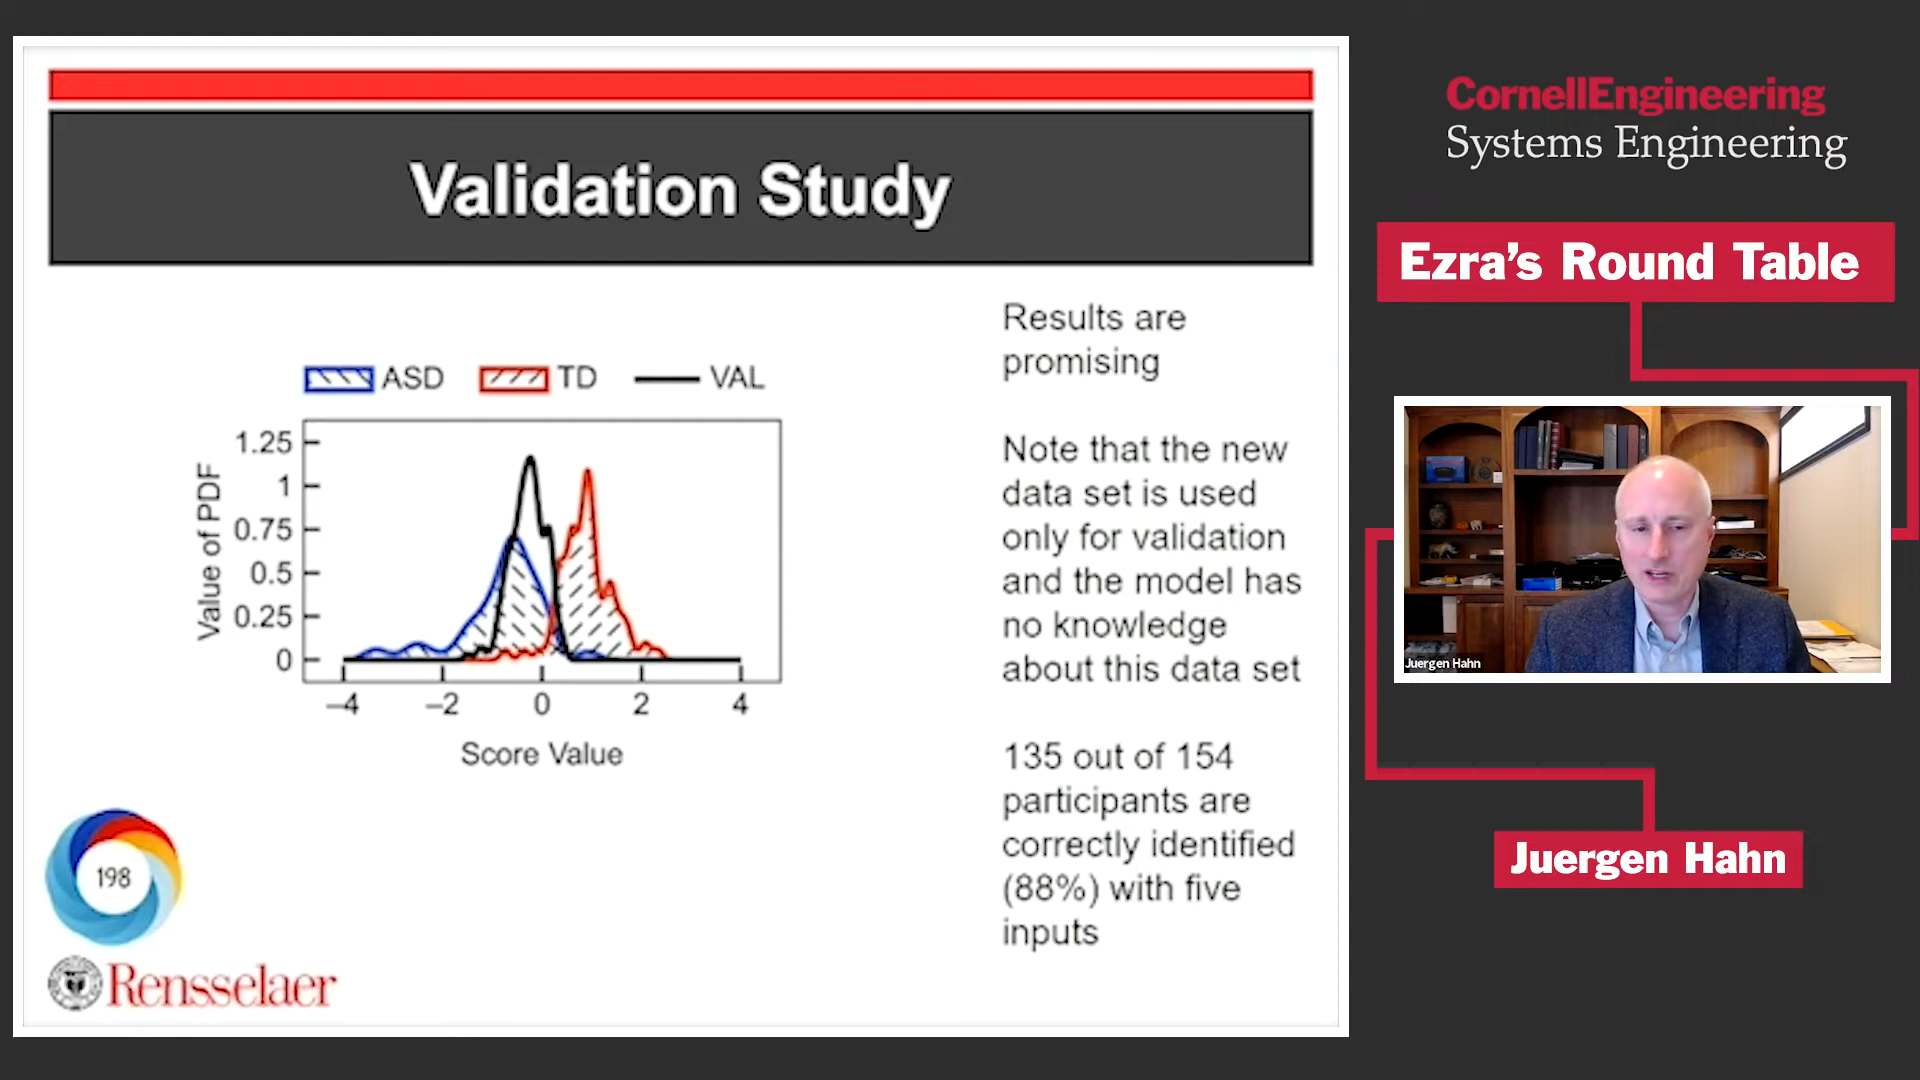 Validation Study
ASD TD VAL
Value of PDF
1.25
1
0.75
0.5
0.25
0
–4 –2 0 2 4
Score Value
Results are
promising
Note that the new
data set is used
only for validation
and the model has
no knowledge
about this data set
135 out of 154
participants are
correctly identified
(88%) with five
inputs
198
Rensselaer
CornellEngineering
Systems Engineering
Ezra’s Round Table
Juergen Hahn
Juergen Hahn